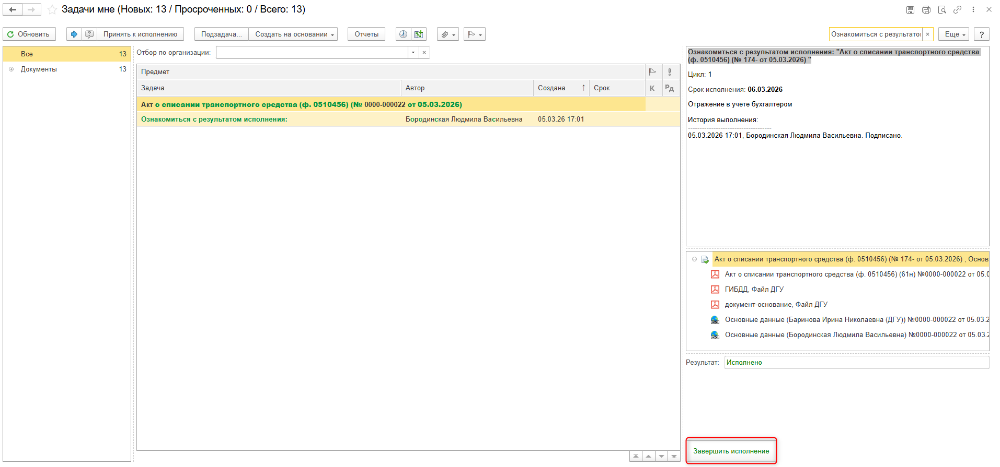 Задачи мне (Новых: 13 / Просроченных: 0 / Всего: 13)
Обновить
?
Принять к исполнению
Подзадача...
Создать на основании
Отчеты
Ознакомиться с результато
×
Еще
?
Все 13
Документы 13
Отбор по организации:
×
Предмет
Задача Автор Создана ↑ Срок К РД
Акт о списании транспортного средства (ф. 0510456) (№ 0000-000022 от 05.03.2026)
Ознакомиться с результатом исполнения: Бородинская Людмила Васильевна 05.03.26 17:01
Ознакомиться с результатом исполнения: "Акт о списании транспортного средства
(ф. 0510456) (№ 174- от 05.03.2026) "
Цикл: 1
Срок исполнения: 06.03.2026
Отражение в учете бухгалтером
История выполнения:
------------------------------------
05.03.2026 17:01, Бородинская Людмила Васильевна. Подписано.
Акт о списании транспортного средства (ф. 0510456) (№ 174- от 05.03.2026) , Основ
Акт о списании транспортного средства (ф. 0510456) (61н) №0000-000022 от 05.0
ГИБДД, Файл ДГУ
документ-основание, Файл ДГУ
Основные данные (Баринова Ирина Николаевна (ДГУ)) №0000-000022 от 05.03.2
Основные данные (Бородинская Людмила Васильевна) №0000-000022 от 05.03.2
Результат: Исполнено
Завершить исполнение